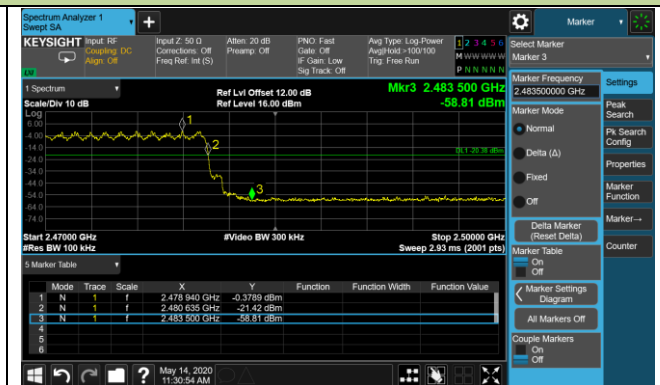 Spectrum Analyzer 1
Swept SA
+
Marker
KEYSIGHT
Input: RF
Coupling: DC
Align: Off
Input Z: 50 Ω
Corrections: Off
Freq Ref: Int (S)
Atten: 20 dB
Preamp: Off
PNO: Fast
Gate: Off
IF Gain: Low
Sig Track: Off
Avg Type: Log-Power
Avg|Hold:>100/100
Trig: Free Run
1 2 3 4 5 6
M W W W W W
P N N N N N
LXI
Select Marker
Marker 3
1 Spectrum
Scale/Div 10 dB
Log
Ref Lvl Offset 12.00 dB
Ref Level 16.00 dBm
Mkr3 2.483 500 GHz
-58.81 dBm
6.00
-4.00
-14.0
-24.0
-34.0
-44.0
-54.0
-64.0
-74.0
1
2
3
DL1 -20.38 dBm
Start 2.47000 GHz
#Res BW 100 kHz
#Video BW 300 kHz
Stop 2.50000 GHz
Sweep 2.93 ms (2001 pts)
5 Marker Table
Mode Trace Scale X Y Function Function Width Function Value
1 N 1 f 2.478 940 GHz -0.3789 dBm
2 N 1 f 2.480 635 GHz -21.42 dBm
3 N 1 f 2.483 500 GHz -58.81 dBm
4
5
6
Marker Frequency
2.483500000 GHz
Marker Mode
Normal
Delta (Δ)
Fixed
Off
Delta Marker
(Reset Delta)
Marker Table
On
Off
Marker Settings
Diagram
All Markers Off
Couple Markers
On
Off
Settings
Peak
Search
Pk Search
Config
Properties
Marker
Function
Marker→
Counter
?
May 14, 2020
11:30:54 AM